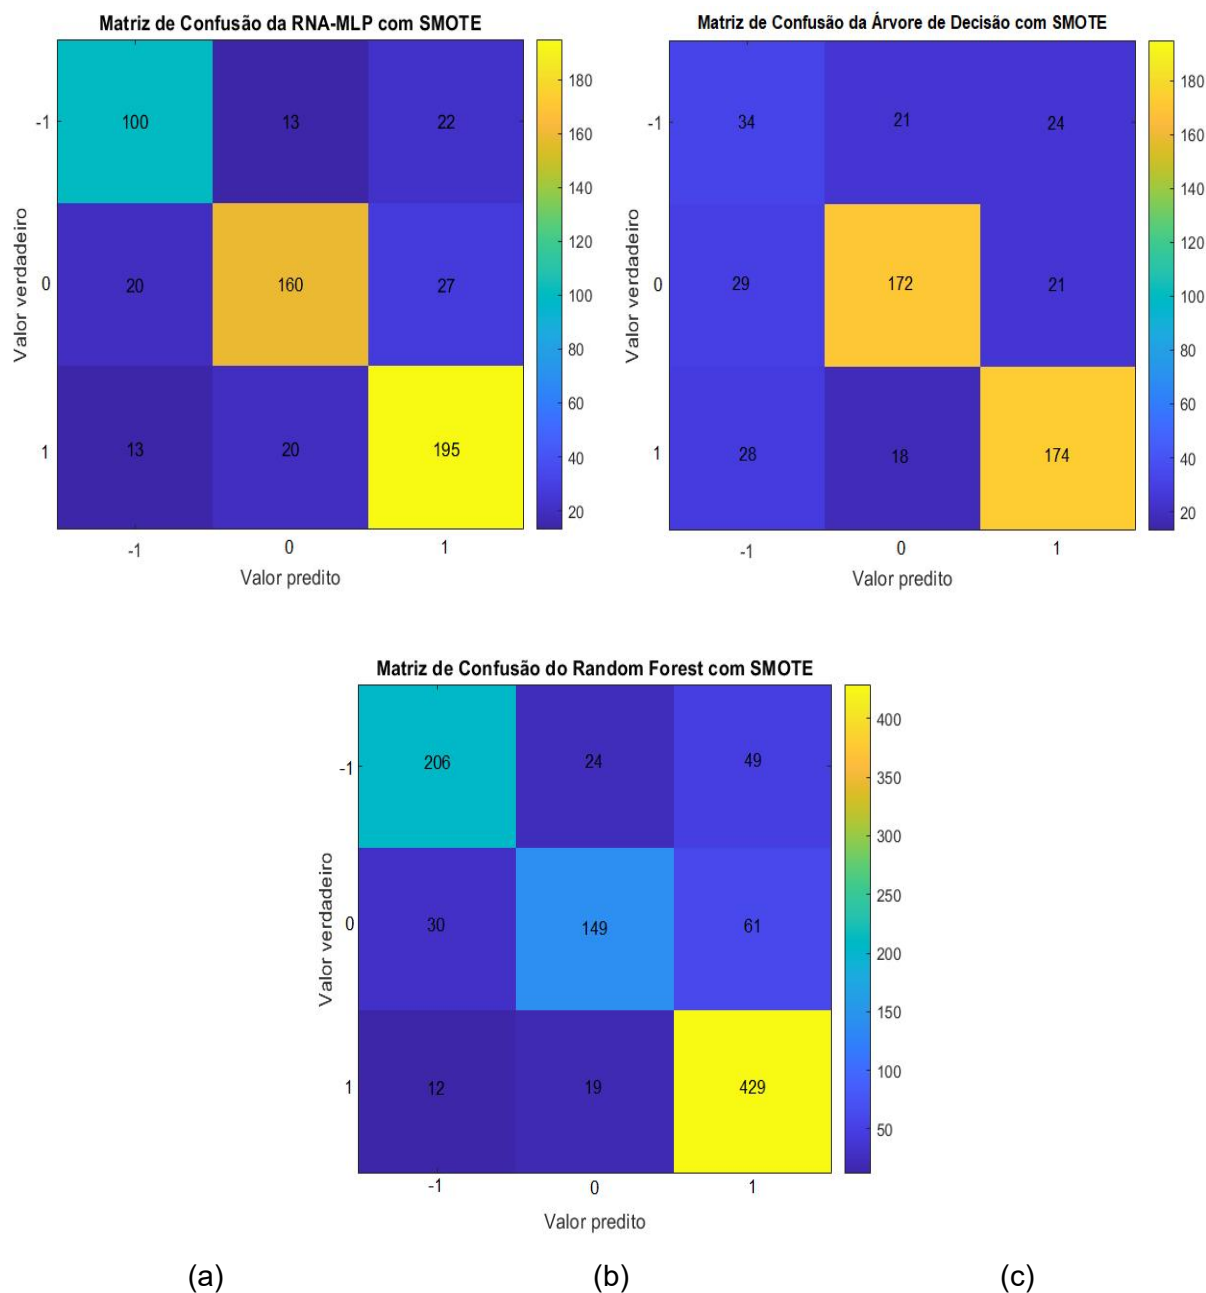 Matriz de Confusão da RNA-MLP com SMOTE
Valor verdadeiro
-1
100 13 22
0
20 160 27
1
13 20 195
-1 0 1
Valor predito
180
160
140
120
100
80
60
40
20
Matriz de Confusão da Árvore de Decisão com SMOTE
Valor verdadeiro
-1
34 21 24
0
29 172 21
1
28 18 174
-1 0 1
Valor predito
180
160
140
120
100
80
60
40
20
Matriz de Confusão do Random Forest com SMOTE
Valor verdadeiro
-1
206 24 49
0
30 149 61
1
12 19 429
-1 0 1
Valor predito
400
350
300
250
200
150
100
50
(a) (b) (c)